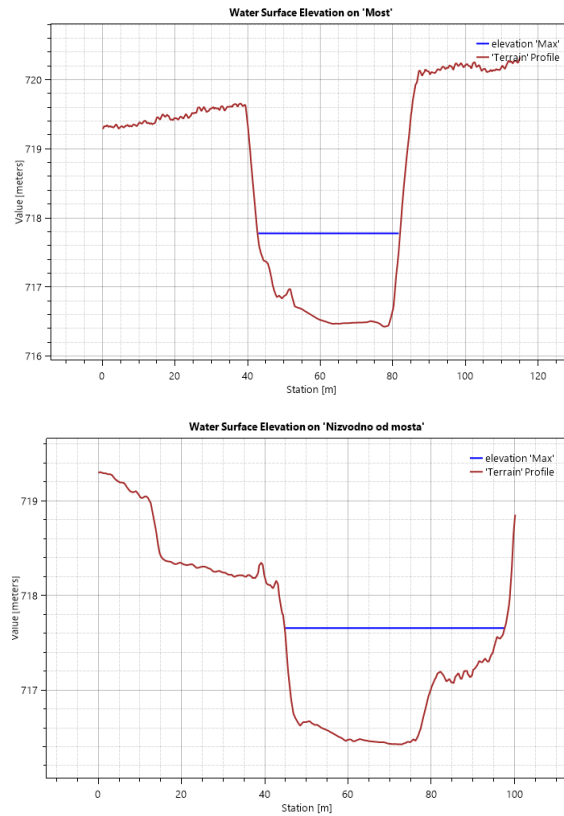 Water Surface Elevation on 'Most'
elevation 'Max'
'Terrain' Profile
720
719
718
717
716
Value [meters]
0
20
40
60
80
100
120
Station [m]
Water Surface Elevation on 'Nizvodno od mosta'
elevation 'Max'
'Terrain' Profile
719
718
717
Value [meters]
0
20
40
60
80
100
Station [m]